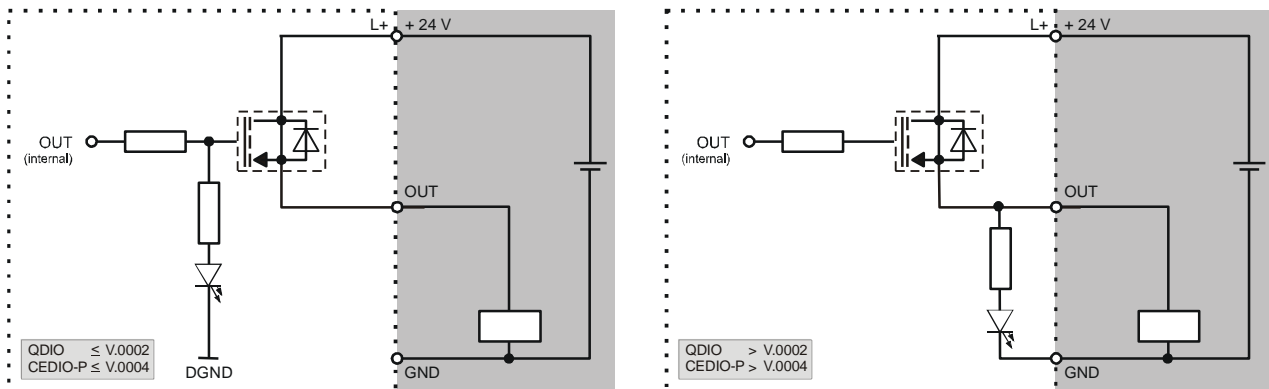 L+ + 24 V
OUT
(internal)
OUT
DGND
GND
QDIO ≤ V.0002
CEDIO-P ≤ V.0004
L+ + 24 V
OUT
(internal)
OUT
GND
QDIO > V.0002
CEDIO-P > V.0004